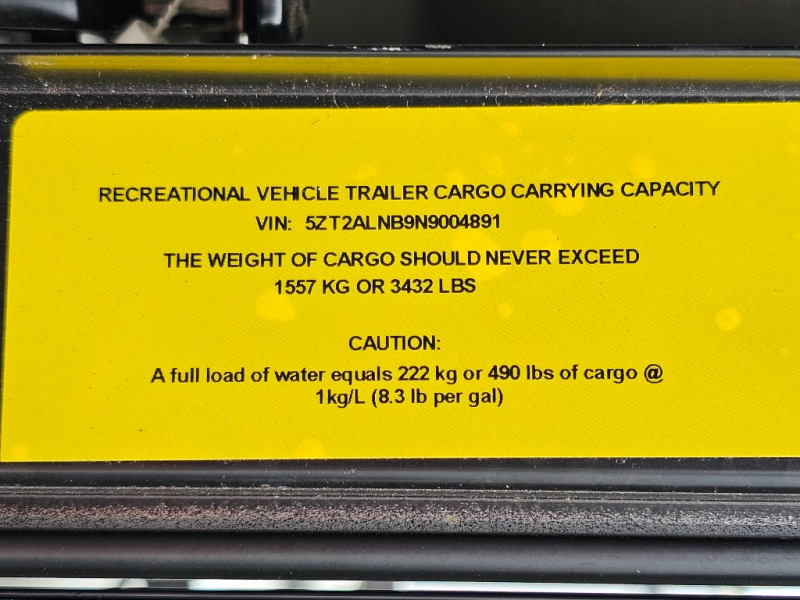 RECREATIONAL VEHICLE TRAILER CARGO CARRYING CAPACITY
VIN: 5ZT2ALNB9N9004891
THE WEIGHT OF CARGO SHOULD NEVER EXCEED
1557 KG OR 3432 LBS
CAUTION:
A full load of water equals 222 kg or 490 lbs of cargo @
1kg/L (8.3 lb per gal)